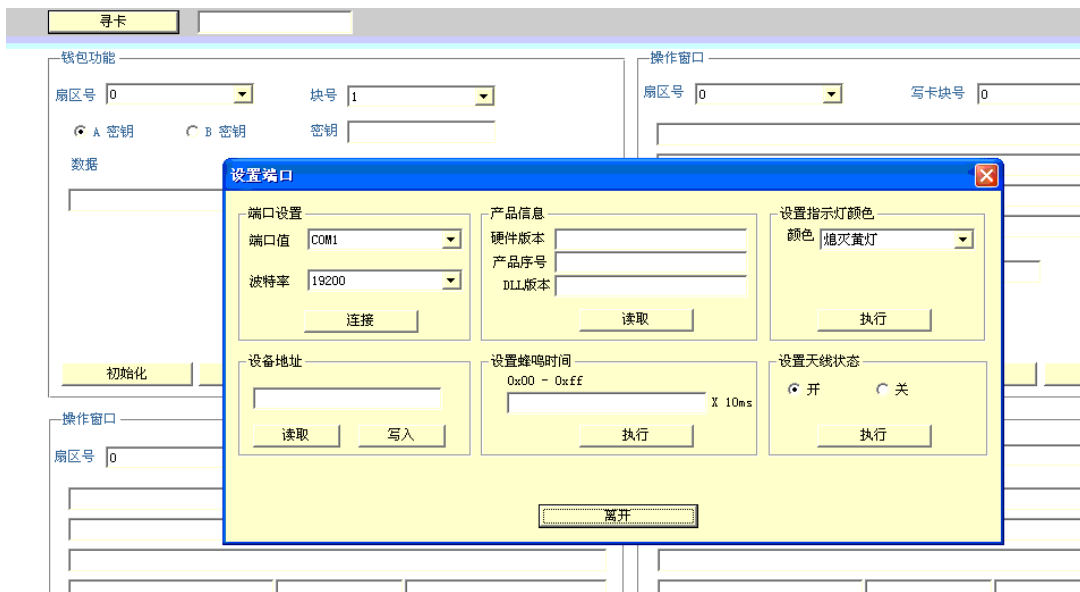 寻卡
钱包功能
操作窗口
扇区号 0
块号 1
扇区号 0
写卡块号 0
A 密钥
B 密钥
密钥
数据
设置端口
端口设置
产品信息
设置指示灯颜色
端口值 COM1
硬件版本
颜色 熄灭黄灯
产品序号
波特率 19200
DLL版本
连接
读取
执行
设备地址
设置蜂鸣时间
设置天线状态
初始化
0x00 - 0xff
开
关
X 10ms
操作窗口
读取
写入
执行
执行
扇区号 0
离开